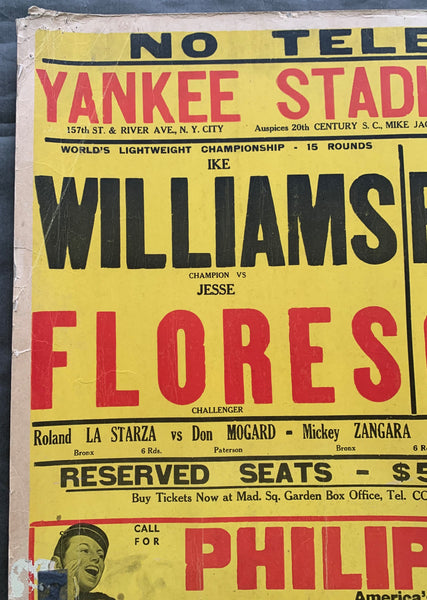 NO TELE
YANKEE STADI
157th ST. & RIVER AVE., N. Y. CITY Auspices 20th CENTURY S. C., MIKE JAC
WORLD'S LIGHTWEIGHT CHAMPIONSHIP - 15 ROUNDS
IKE
WILLIAMS
CHAMPION VS
JESSE
FLORES
CHALLENGER
Roland LA STARZA vs Don MOGARD - Mickey ZANGARA
Bronx 6 Rds. Paterson Bronx 6 R
RESERVED SEATS - $5
Buy Tickets Now at Mad. Sq. Garden Box Office, Tel. CO
CALL
FOR
PHILIP
America's